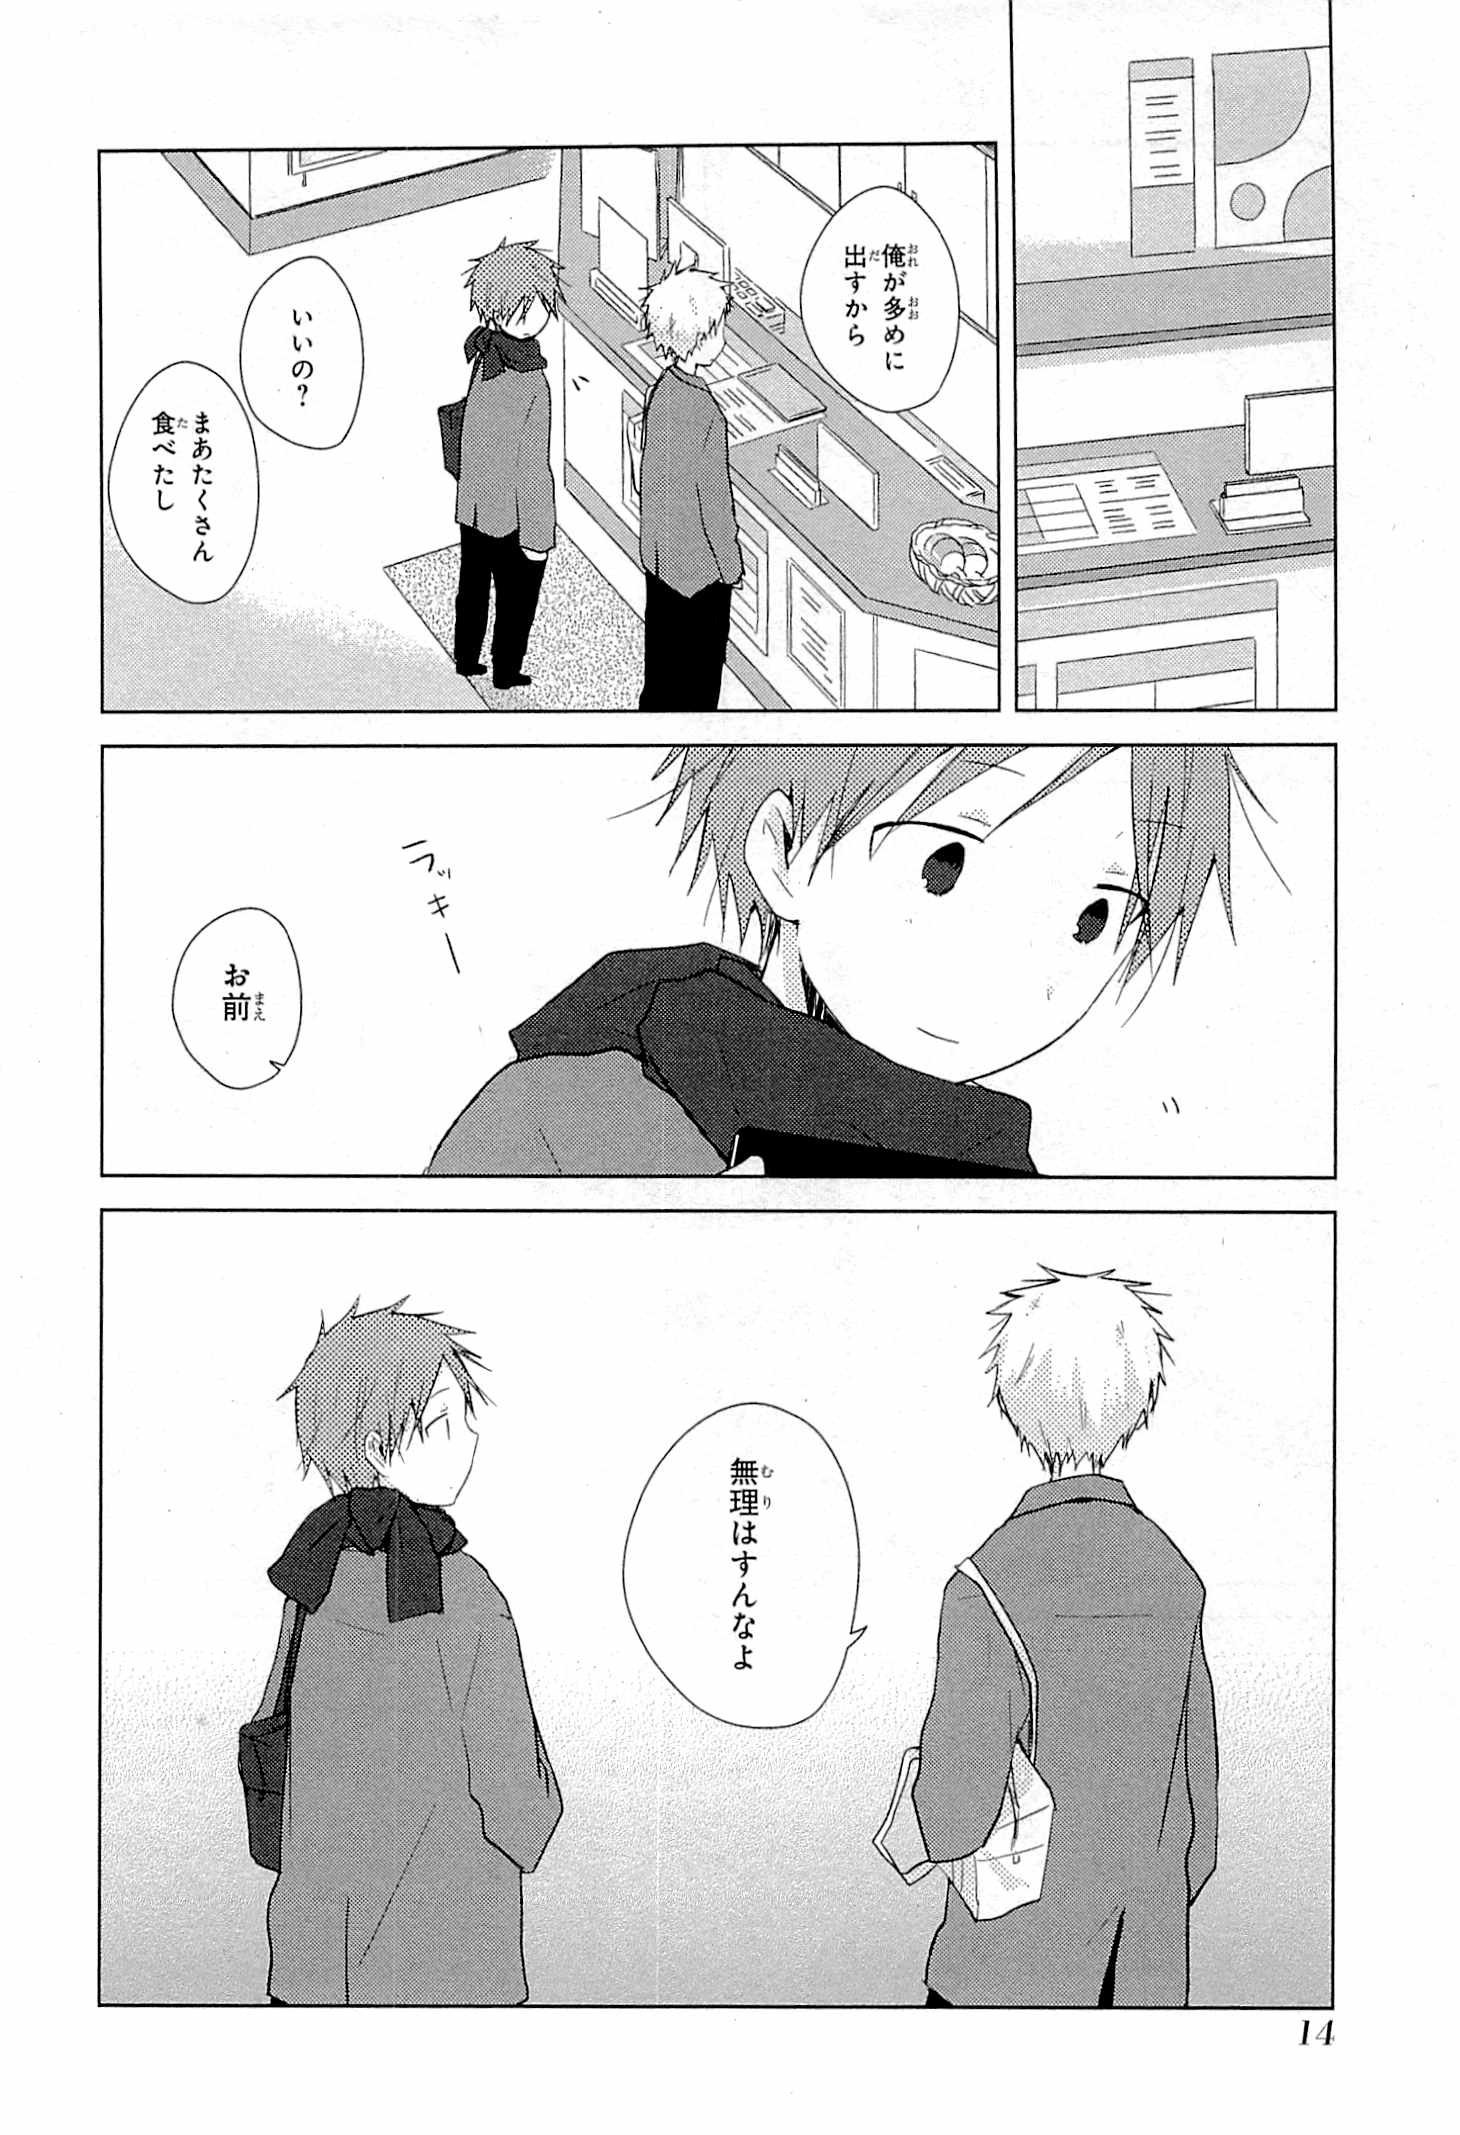 俺が多めに
出すから
いいの？
まあたくさん
食べたし
ラッキー
お前
無理はすんなよ
14